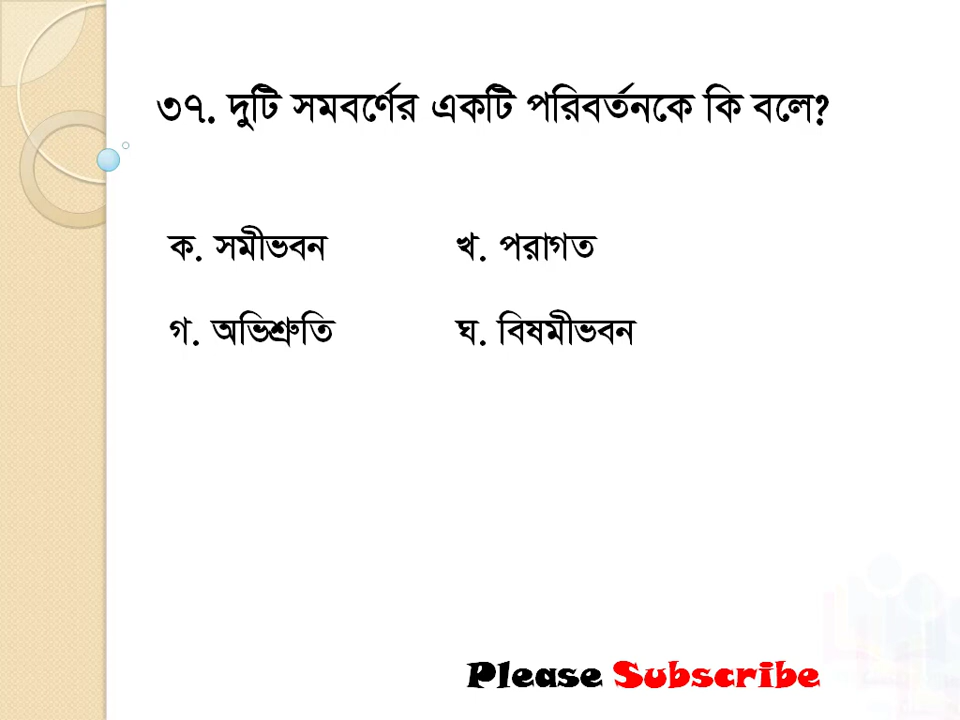 ৩৭. দুটি সমবর্ণের একটি পরিবর্তনকে কি বলে?
ক. সমীভবন খ. পরাগত
গ. অভিশ্রুতি ঘ. বিষমীভবন
Please Subscribe